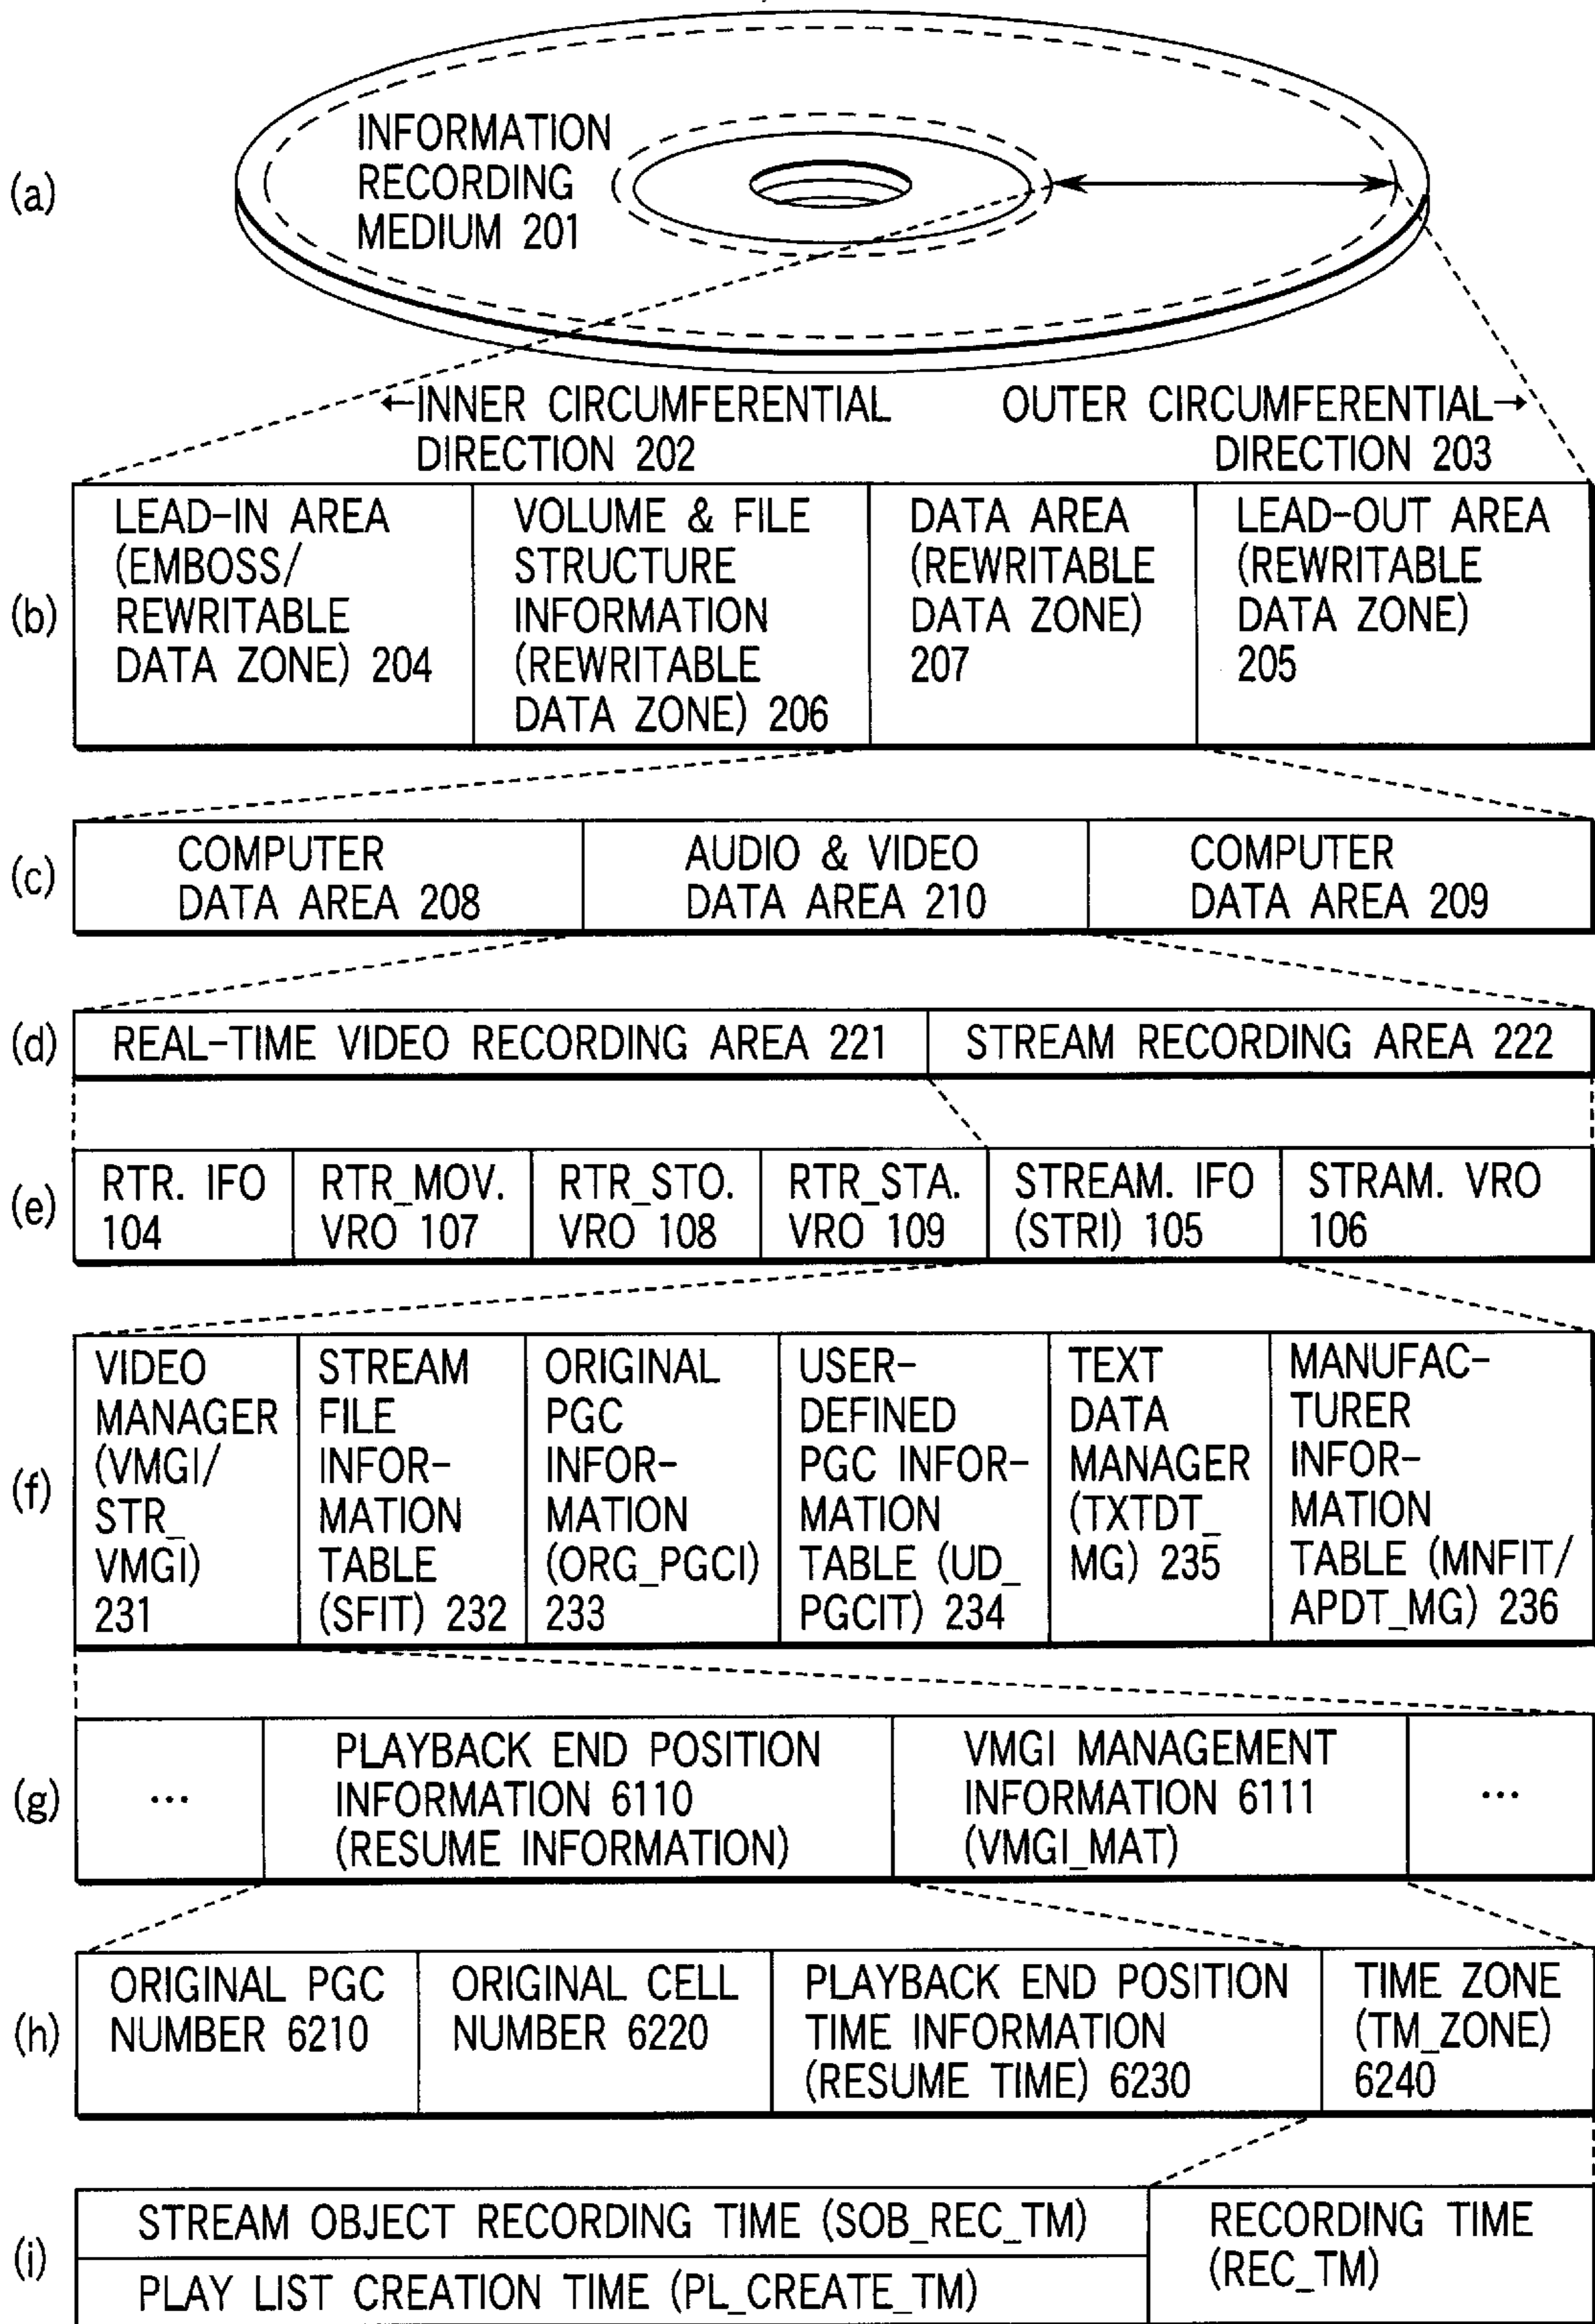 (a)
INFORMATION
RECORDING
MEDIUM 201
←INNER CIRCUMFERENTIAL
DIRECTION 202
OUTER CIRCUMFERENTIAL→
DIRECTION 203
(b)
LEAD-IN AREA
(EMBOSS/
REWRITABLE
DATA ZONE) 204
VOLUME & FILE
STRUCTURE
INFORMATION
(REWRITABLE
DATA ZONE) 206
DATA AREA
(REWRITABLE
DATA ZONE)
207
LEAD-OUT AREA
(REWRITABLE
DATA ZONE)
205
(c)
COMPUTER
DATA AREA 208
AUDIO & VIDEO
DATA AREA 210
COMPUTER
DATA AREA 209
(d)
REAL-TIME VIDEO RECORDING AREA 221
STREAM RECORDING AREA 222
(e)
RTR. IFO
104
RTR_MOV.
VRO 107
RTR_STO.
VRO 108
RTR_STA.
VRO 109
STREAM. IFO
(STRI) 105
STRAM. VRO
106
(f)
VIDEO
MANAGER
(VMGI/
STR_
VMGI)
231
STREAM
FILE
INFOR-
MATION
TABLE
(SFIT) 232
ORIGINAL
PGC
INFOR-
MATION
(ORG_PGCI)
233
USER-
DEFINED
PGC INFOR-
MATION
TABLE (UD_
PGCIT) 234
TEXT
DATA
MANAGER
(TXTDT_
MG) 235
MANUFAC-
TURER
INFOR-
MATION
TABLE (MNFIT/
APDT_MG) 236
(g)
...
PLAYBACK END POSITION
INFORMATION 6110
(RESUME INFORMATION)
VMGI MANAGEMENT
INFORMATION 6111
(VMGI_MAT)
...
(h)
ORIGINAL PGC
NUMBER 6210
ORIGINAL CELL
NUMBER 6220
PLAYBACK END POSITION
TIME INFORMATION
(RESUME TIME) 6230
TIME ZONE
(TM_ZONE)
6240
(i)
STREAM OBJECT RECORDING TIME (SOB_REC_TM)
PLAY LIST CREATION TIME (PL_CREATE_TM)
RECORDING TIME
(REC_TM)